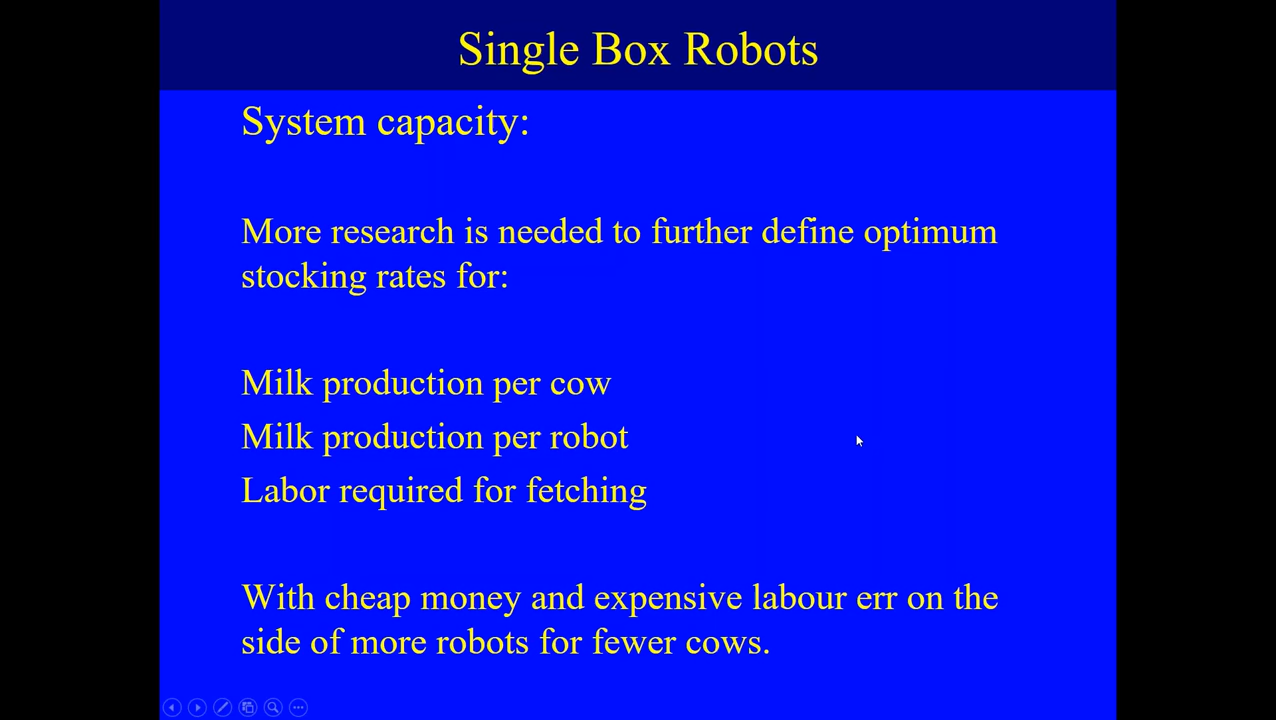 Single Box Robots
System capacity:
More research is needed to further define optimum
stocking rates for:
Milk production per cow
Milk production per robot
Labor required for fetching
With cheap money and expensive labour err on the
side of more robots for fewer cows.